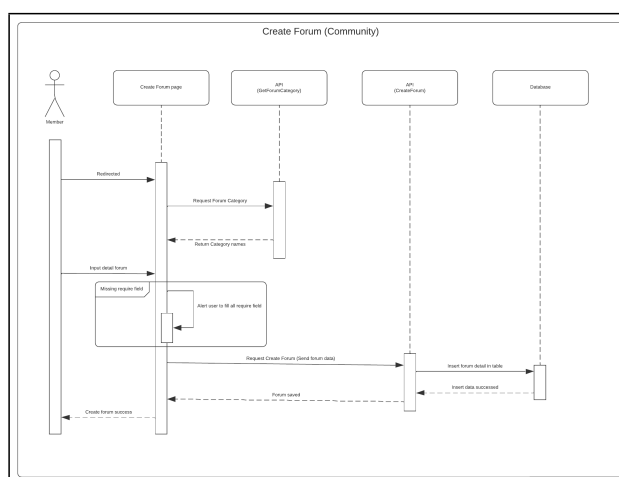 Create Forum (Community)
Create Forum page
API
(GetForumCategory)
API
(CreateForum)
Database
Member
Redirected
Request Forum Category
Return Category names
Input detail forum
Missing require field
Alert user to fill all require field
Request Create Forum (Send forum data)
Insert forum detail in table
Insert data successed
Forum saved
Create forum success